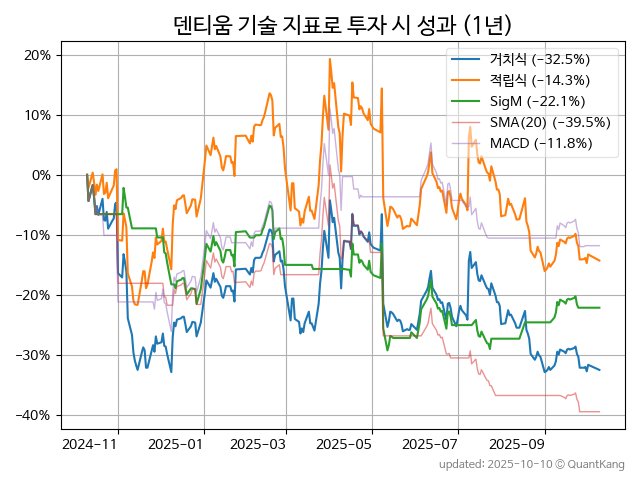 덴티움 기술 지표로 투자 시 성과 (1년)
거치식 (−32.5%)
적립식 (−14.3%)
SigM (−22.1%)
SMA(20) (−39.5%)
MACD (−11.8%)
20%
10%
0%
−10%
−20%
−30%
−40%
2024−11
2025−01
2025−03
2025−05
2025−07
2025−09
updated: 2025-10-10 © QuantKang